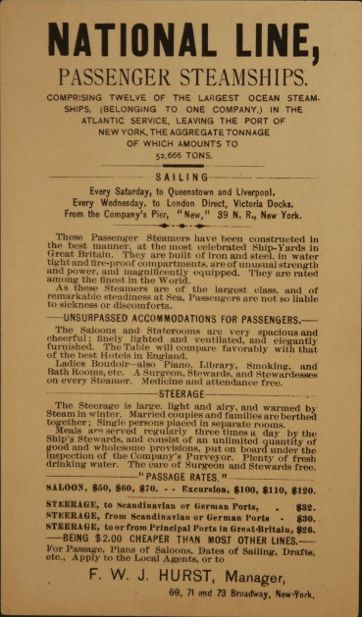 NATIONAL LINE,
PASSENGER STEAMSHIPS.
COMPRISING TWELVE OF THE LARGEST OCEAN STEAM-
SHIPS, (BELONGING TO ONE COMPANY,) IN THE
ATLANTIC SERVICE, LEAVING THE PORT OF
NEW YORK, THE AGGREGATE TONNAGE
OF WHICH AMOUNTS TO
52,666 TONS.
SAILING
Every Saturday, to Queenstown and Liverpool.
Every Wednesday, to London Direct, Victoria Docks.
From the Company's Pier, "New," 39 N. R., New York.
These Passenger Steamers have been constructed in
the best manner, at the most celebrated Ship-Yards in
Great Britain. They are built of iron and steel, in water
tight and fire-proof compartments, are of unusual strength
and power, and magnificently equipped. They are rated
among the finest in the World.
As these Steamers are of the largest class, and of
remarkable steadiness at Sea, Passengers are not so liable
to sickness or discomforts.
—UNSURPASSED ACCOMMODATIONS FOR PASSENGERS.—
The Saloons and Staterooms are very spacious and
cheerful; finely lighted and ventilated, and elegantly
furnished. The Table will compare favorably with that
of the best Hotels in England.
Ladies Boudoir—also Piano, Library, Smoking, and
Bath Rooms, etc. A Surgeon, Stewards, and Stewardesses
on every Steamer. Medicine and attendance free.
STEERAGE
The Steerage is large, light and airy, and warmed by
Steam in winter. Married couples and families are berthed
together; Single persons placed in separate rooms.
Meals are served regularly three times a day by the
Ship's Stewards, and consist of an unlimited quantity of
good and wholesome provisions, put on board under the
inspection of the Company's Purveyor. Plenty of fresh
drinking water. The care of Surgeon and Stewards free.
"PASSAGE RATES."
SALOON, $50, $60, $70. - - Excursion, $100, $110, $120.
STEERAGE, to Scandinavian or German Ports, - $32.
STEERAGE, from Scandinavian or German Ports - $30.
STEERAGE, to or from Principal Ports in Great-Britain, $26.
—BEING $2.00 CHEAPER THAN MOST OTHER LINES.—
For Passage, Plans of Saloons, Dates of Sailing, Drafts,
etc., Apply to the Local Agents, or to
F. W. J. HURST, Manager,
69, 71 and 73 Broadway, New-York.